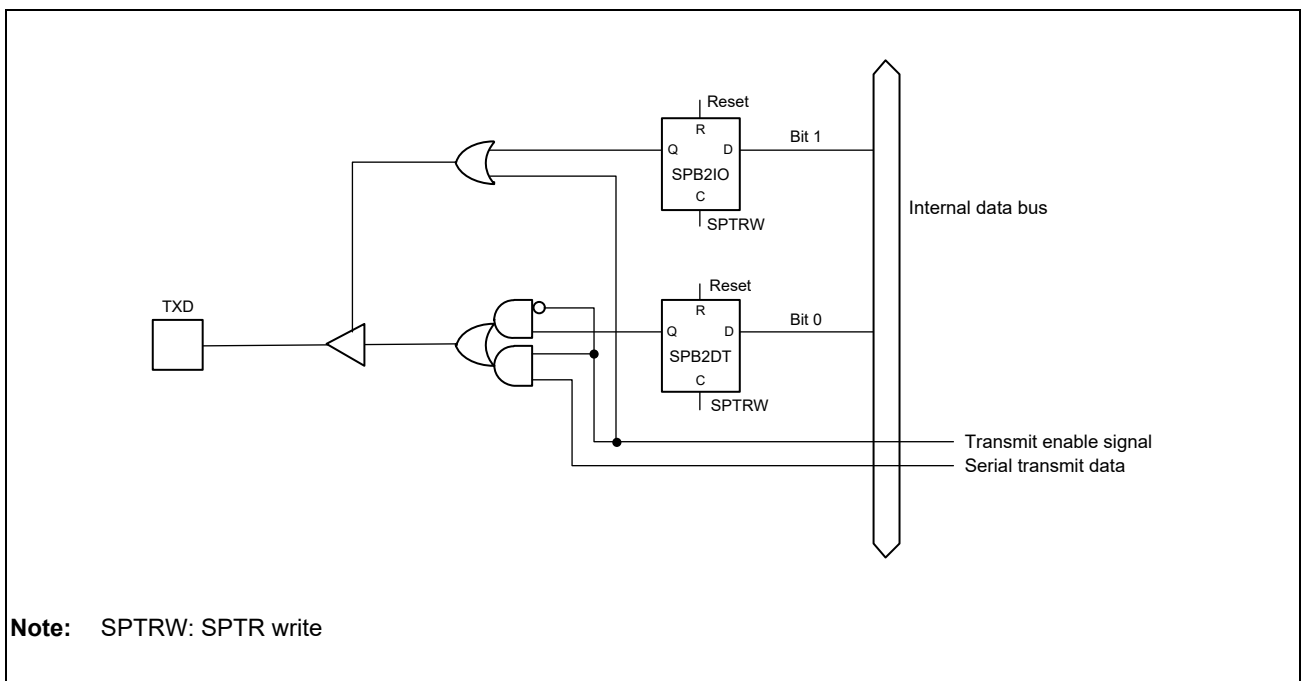 Reset
R
Q D
Bit 1
SPB2IO
C
SPTRW
Internal data bus
Reset
R
Q D
Bit 0
SPB2DT
C
SPTRW
TXD
Transmit enable signal
Serial transmit data
Note: SPTRW: SPTR write